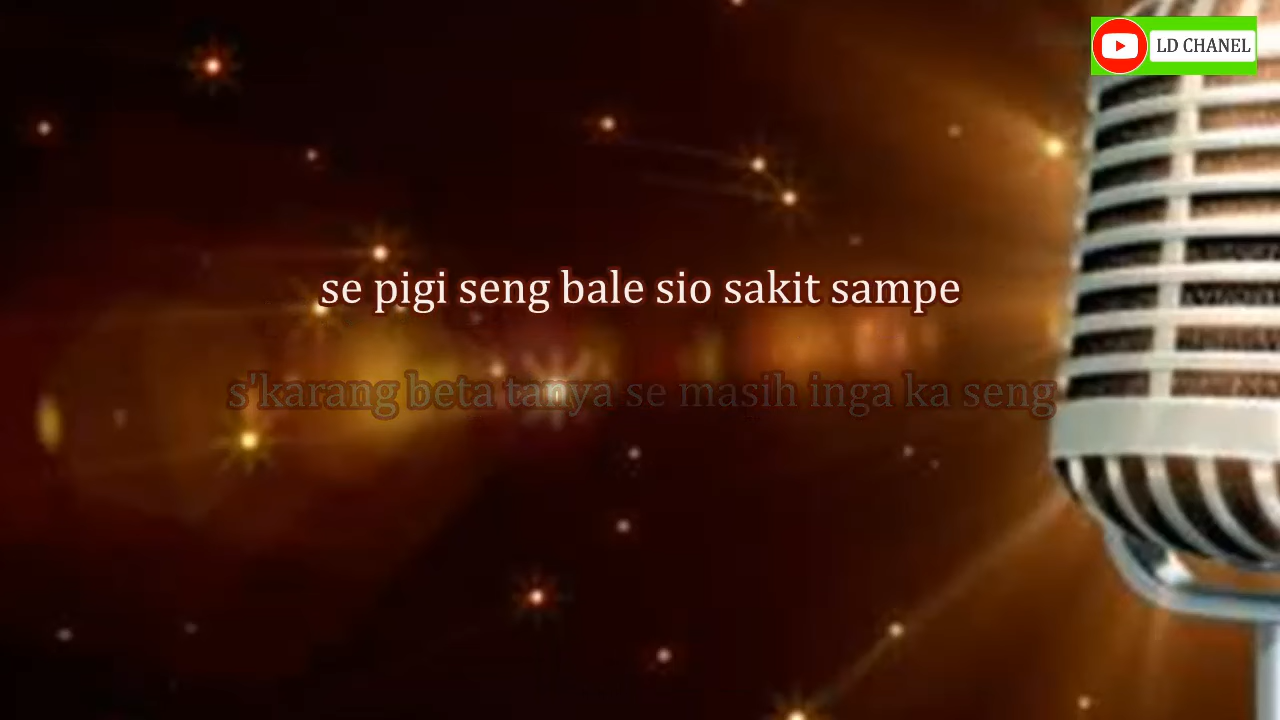 LD CHANEL
se pigi seng bale sio sakit sampe
s'karang beta tanya se masih inga ka seng